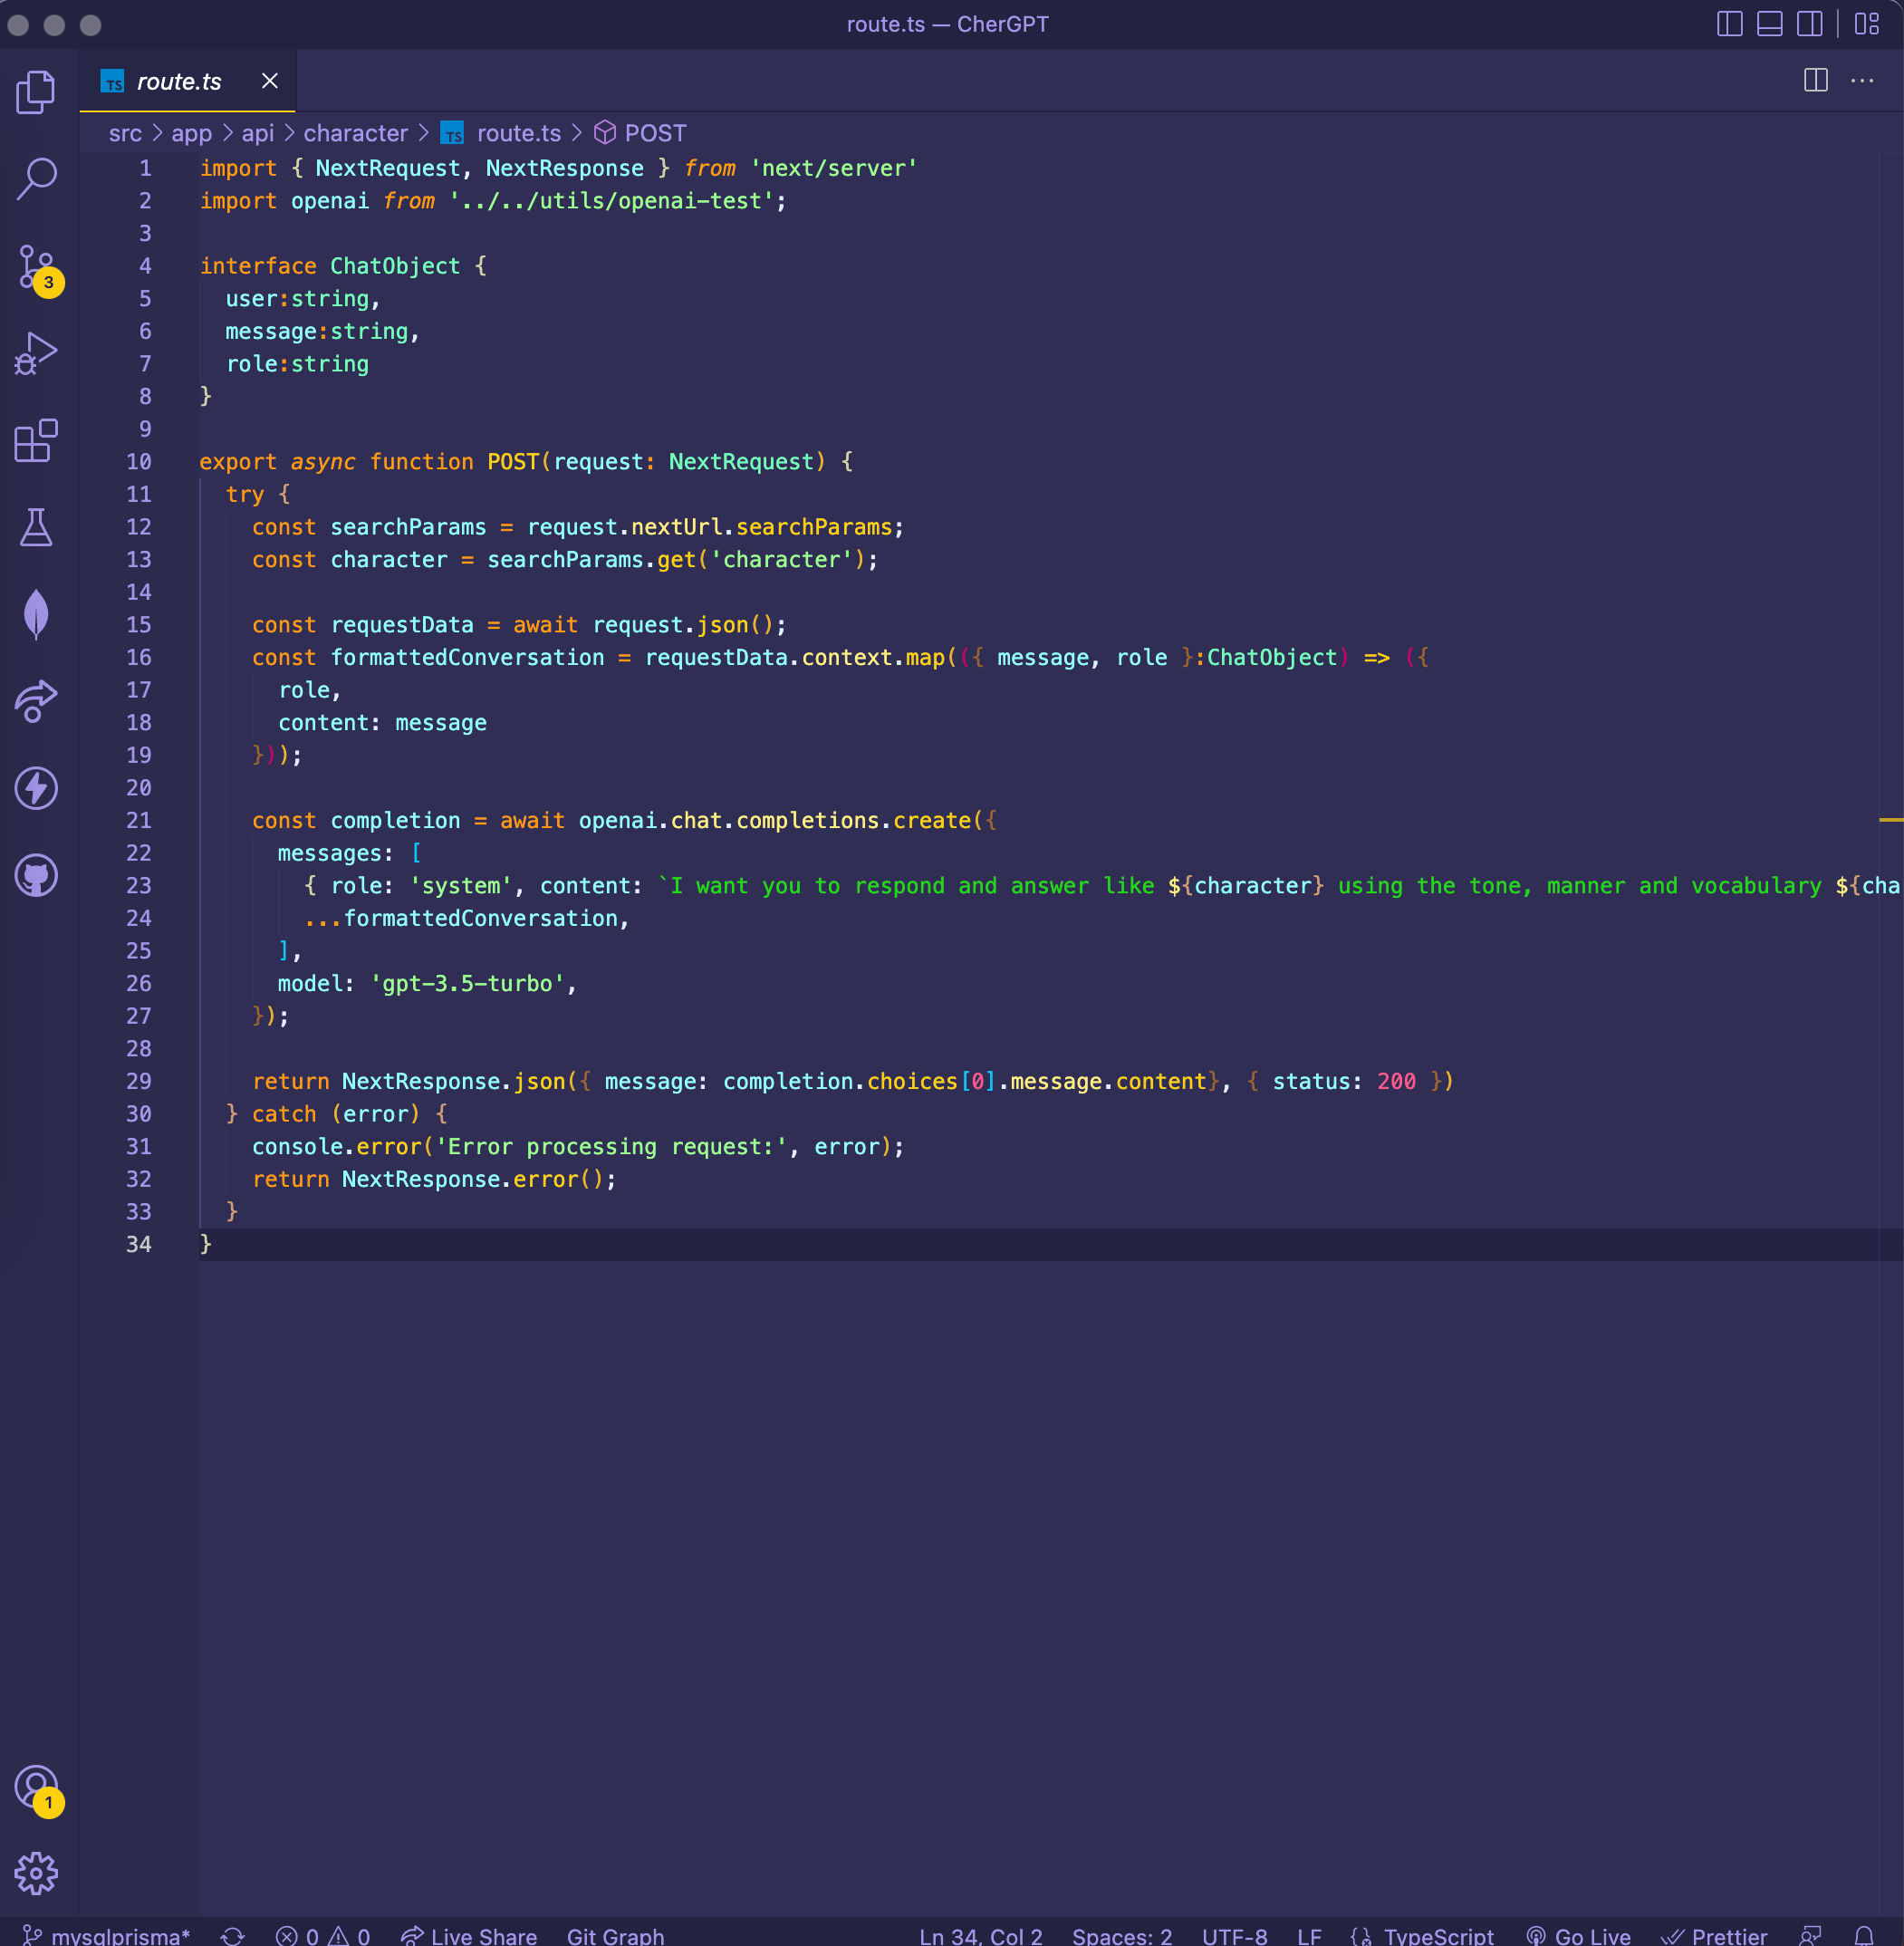 route.ts — CherGPT
TS route.ts
src > app > api > character > TS route.ts > POST
1 import { NextRequest, NextResponse } from 'next/server'
2 import openai from '../../utils/openai-test';
3
4 interface ChatObject {
5   user:string,
6   message:string,
7   role:string
8 }
9
10 export async function POST(request: NextRequest) {
11   try {
12     const searchParams = request.nextUrl.searchParams;
13     const character = searchParams.get('character');
14
15     const requestData = await request.json();
16     const formattedConversation = requestData.context.map(({ message, role }:ChatObject) => ({
17       role,
18       content: message
19     }));
20
21     const completion = await openai.chat.completions.create({
22       messages: [
23         { role: 'system', content: `I want you to respond and answer like ${character} using the tone, manner and vocabulary ${cha
24         ...formattedConversation,
25       ],
26       model: 'gpt-3.5-turbo',
27     });
28
29     return NextResponse.json({ message: completion.choices[0].message.content}, { status: 200 })
30   } catch (error) {
31     console.error('Error processing request:', error);
32     return NextResponse.error();
33   }
34 }
3
1
mysqlprisma* 0 0 Live Share Git Graph Ln 34, Col 2 Spaces: 2 UTF-8 LF TypeScript Go Live Prettier